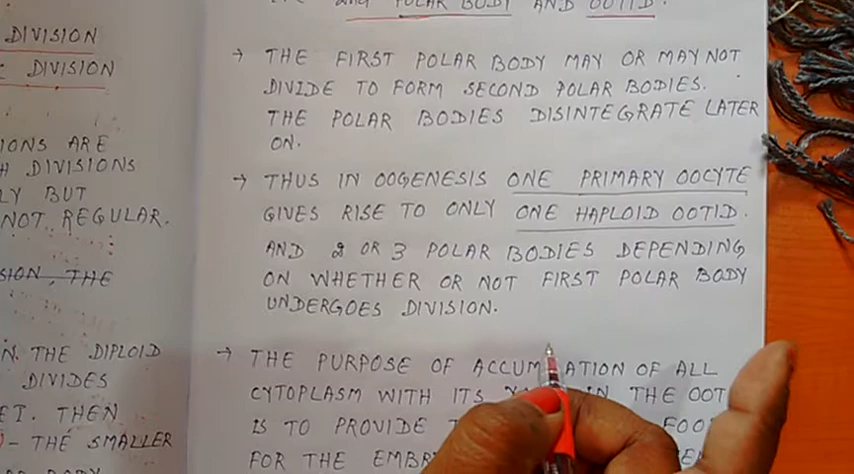 DIVISION
DIVISION
IONS ARE
H DIVISIONS
LY BUT
NOT REGULAR.
SION, THE
N. THE DIPLOID
DIVIDES
ET. THEN
- THE SMALLER
2nd POLAR BODY AND OOTID.
→ THE FIRST POLAR BODY MAY OR MAY NOT
DIVIDE TO FORM SECOND POLAR BODIES.
THE POLAR BODIES DISINTEGRATE LATER
ON.
→ THUS IN OOGENESIS ONE PRIMARY OOCYTE
GIVES RISE TO ONLY ONE HAPLOID OOTID.
AND 2 OR 3 POLAR BODIES DEPENDING
ON WHETHER OR NOT FIRST POLAR BODY
UNDERGOES DIVISION.
→ THE PURPOSE OF ACCUM ATION OF ALL
CYTOPLASM WITH ITS IN THE OOT
IS TO PROVIDE FOO
FOR THE EMB